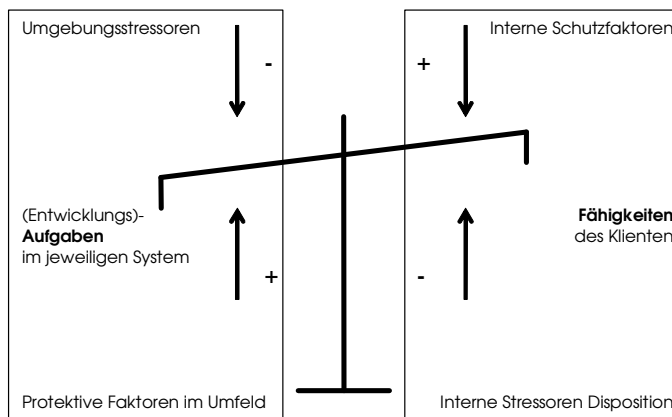 Umgebungsstressoren
-
(Entwicklungs)-
Aufgaben
im jeweiligen System
+
Protektive Faktoren im Umfeld
Interne Schutzfaktoren
+
Fähigkeiten
des Klienten
-
Interne Stressoren Disposition